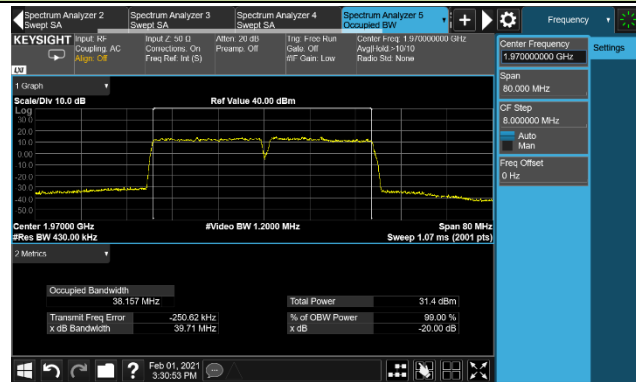 Spectrum Analyzer 2
Swept SA
Spectrum Analyzer 3
Swept SA
Spectrum Analyzer 4
Swept SA
Spectrum Analyzer 5
Occupied BW
Frequency
KEYSIGHT
Input: RF
Coupling: AC
Align: Off
Input Z: 50 Ω
Corrections: On
Freq Ref: Int (S)
Atten: 20 dB
Preamp: Off
Trig: Free Run
Gate: Off
#IF Gain: Low
Center Freq: 1.970000000 GHz
Avg|Hold:>10/10
Radio Std: None
LXI
Center Frequency
1.970000000 GHz
Settings
Span
80.000 MHz
CF Step
8.000000 MHz
Auto
Man
Freq Offset
0 Hz
1 Graph
Scale/Div 10.0 dB
Ref Value 40.00 dBm
Log
30.0
20.0
10.0
0.00
-10.0
-20.0
-30.0
-40.0
-50.0
Center 1.97000 GHz
#Video BW 1.2000 MHz
Span 80 MHz
#Res BW 430.00 kHz
Sweep 1.07 ms (2001 pts)
2 Metrics
Occupied Bandwidth
38.157 MHz
Total Power
31.4 dBm
Transmit Freq Error
-250.62 kHz
% of OBW Power
99.00 %
x dB Bandwidth
39.71 MHz
x dB
-20.00 dB
?
Feb 01, 2021
3:30:53 PM